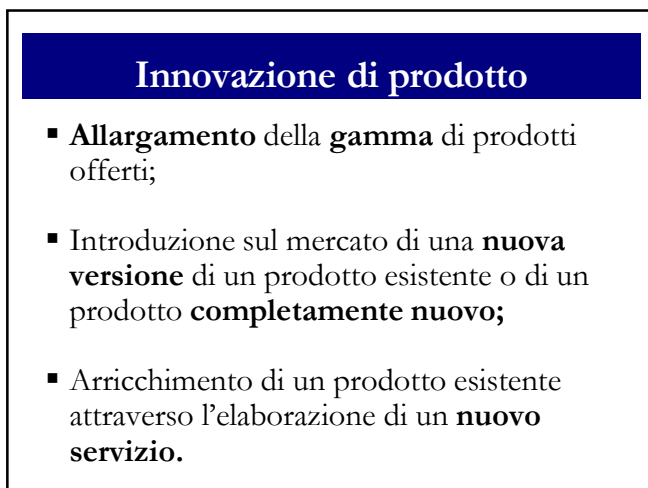 Innovazione di prodotto
▪ Allargamento della gamma di prodotti
offerti;
▪ Introduzione sul mercato di una nuova
versione di un prodotto esistente o di un
prodotto completamente nuovo;
▪ Arricchimento di un prodotto esistente
attraverso l’elaborazione di un nuovo
servizio.